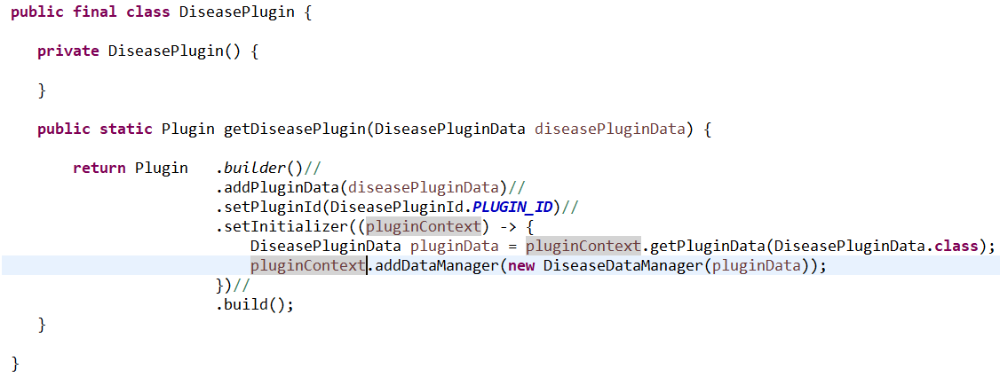 public final class DiseasePlugin {
private DiseasePlugin() {
}
public static Plugin getDiseasePlugin(DiseasePluginData diseasePluginData) {
return Plugin .builder()//
.addPluginData(diseasePluginData)//
.setPluginId(DiseasePluginId.PLUGIN_ID)//
.setInitializer((pluginContext) -> {
DiseasePluginData pluginData = pluginContext.getPluginData(DiseasePluginData.class);
pluginContext.addDataManager(new DiseaseDataManager(pluginData));
})//
.build();
}
}